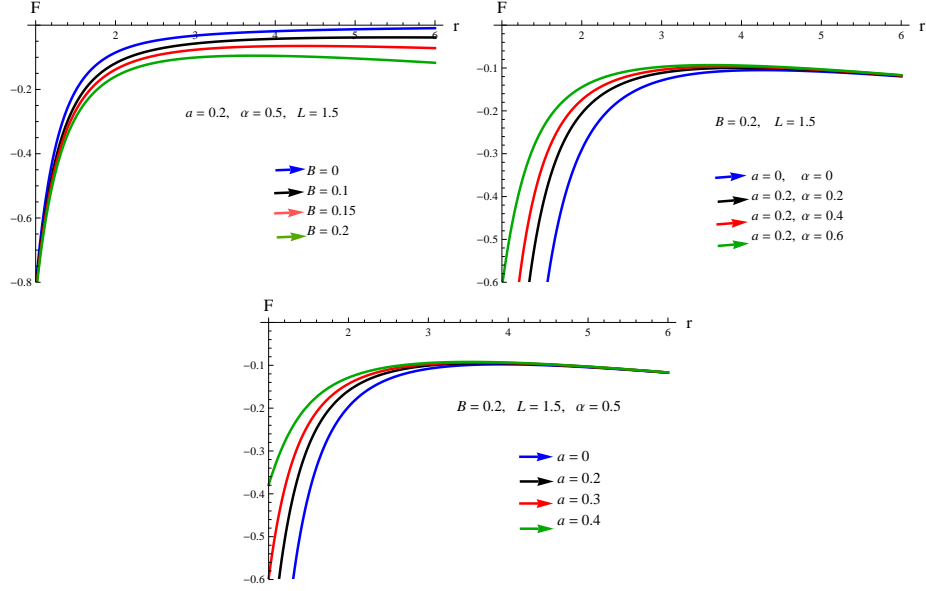 F
r
2
3
4
5
6
−0.2
−0.4
−0.6
−0.8
a = 0.2, α = 0.5, L = 1.5
B = 0
B = 0.1
B = 0.15
B = 0.2
F
r
2
3
4
5
6
−0.1
−0.2
−0.3
−0.4
−0.5
−0.6
B = 0.2, L = 1.5
a = 0, α = 0
a = 0.2, α = 0.2
a = 0.2, α = 0.4
a = 0.2, α = 0.6
F
r
2
3
4
5
6
−0.1
−0.2
−0.3
−0.4
−0.5
−0.6
B = 0.2, L = 1.5, α = 0.5
a = 0
a = 0.2
a = 0.3
a = 0.4